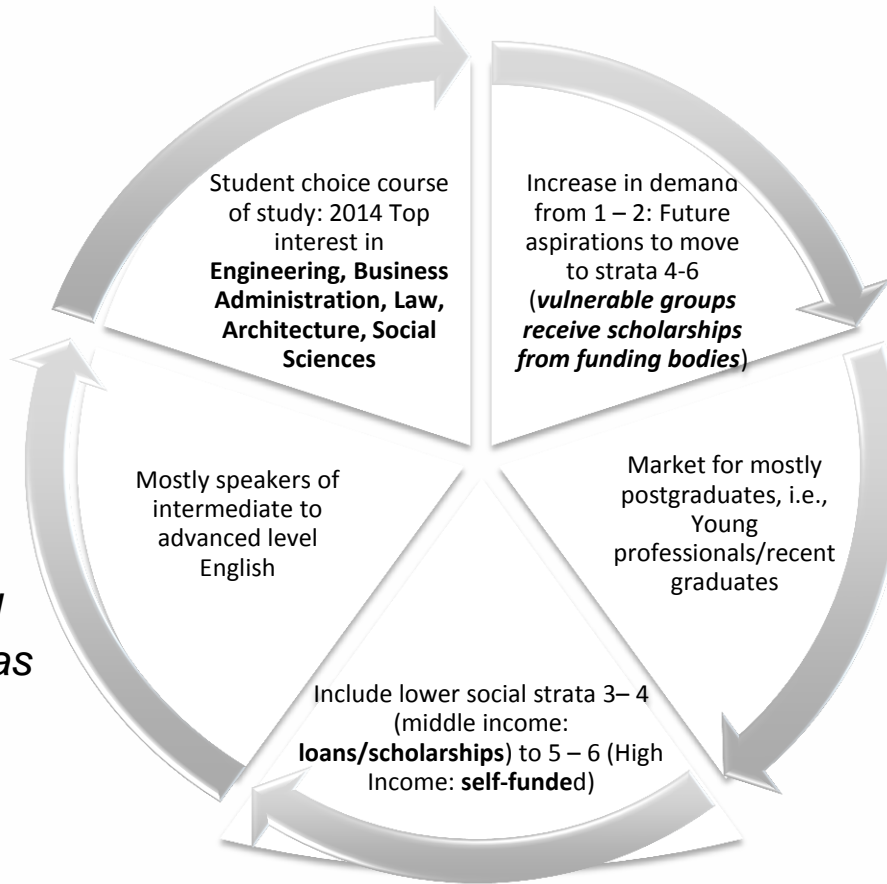 Student choice course
of study: 2014 Top
interest in
Engineering, Business
Administration, Law,
Architecture, Social
Sciences
Increase in demand
from 1 – 2: Future
aspirations to move
to strata 4-6
(vulnerable groups
receive scholarships
from funding bodies)
Market for mostly
postgraduates, i.e.,
Young
professionals/recent
graduates
Include lower social strata 3– 4
(middle income:
loans/scholarships) to 5 – 6 (High
Income: self-funded)
Mostly speakers of
intermediate to
advanced level
English
as